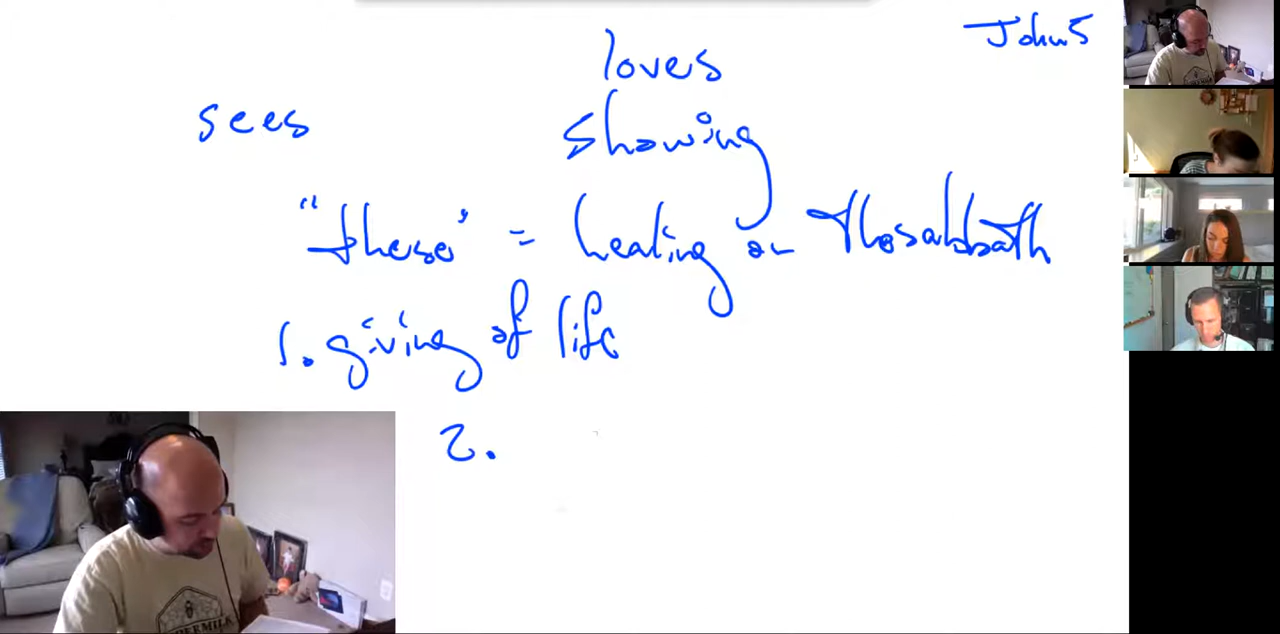 John 5
loves
sees
showing
"these" = healing on the sabbath
1. giving of life
2.